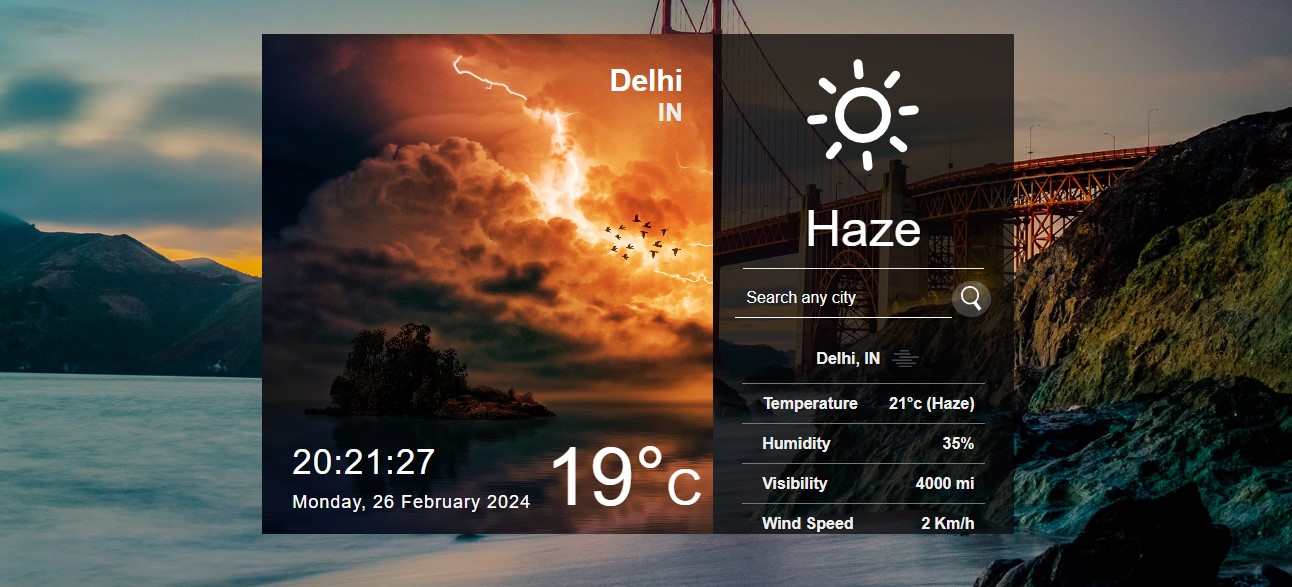 Delhi
IN
20:21:27
Monday, 26 February 2024
19°C
Haze
Search any city
Delhi, IN
Temperature 21°c (Haze)
Humidity 35%
Visibility 4000 mi
Wind Speed 2 Km/h